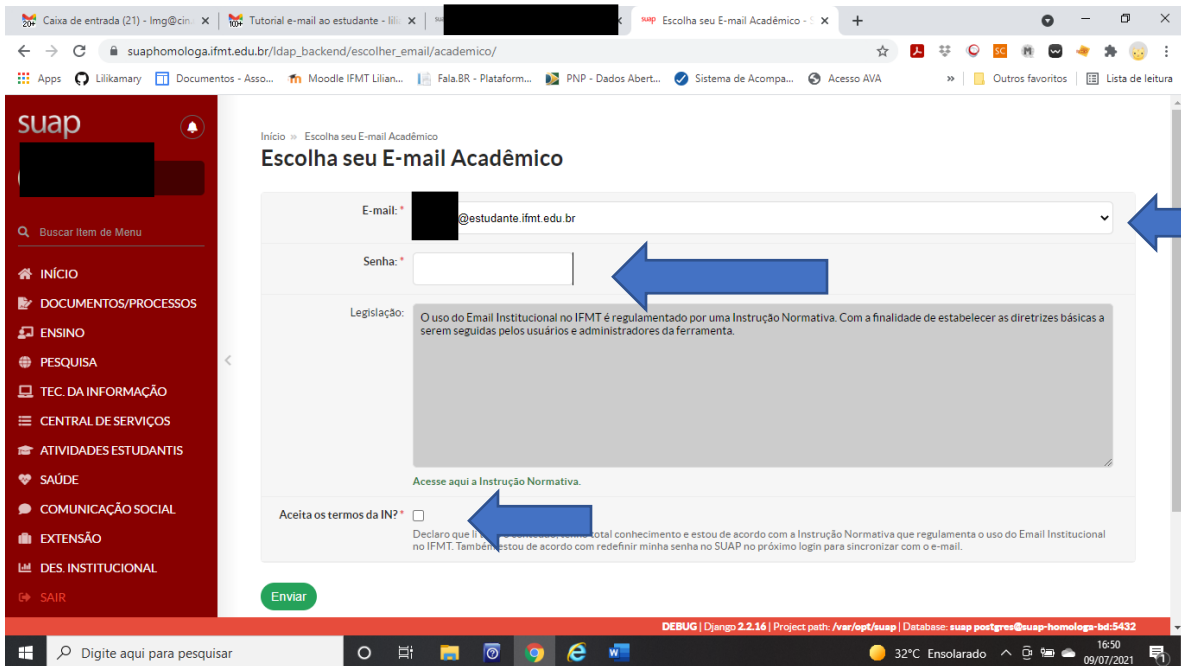 Caixa de entrada (21) - lmg@cin.
Tutorial e-mail ao estudante - lili
suap Escolha seu E-mail Acadêmico - S
suaphomologa.ifmt.edu.br/ldap_backend/escolher_email/academico/
Apps Lilikamary Documentos - Asso... Moodle IFMT Lilian... Fala.BR - Plataform... PNP - Dados Abert... Sistema de Acompa... Acesso AVA » Outros favoritos Lista de leitura
suap
Início » Escolha seu E-mail Acadêmico
Escolha seu E-mail Acadêmico
E-mail: * @estudante.ifmt.edu.br
Buscar Item de Menu
Senha: *
INÍCIO
DOCUMENTOS/PROCESSOS
ENSINO
PESQUISA
TEC. DA INFORMAÇÃO
CENTRAL DE SERVIÇOS
ATIVIDADES ESTUDANTIS
SAÚDE
COMUNICAÇÃO SOCIAL
EXTENSÃO
DES. INSTITUCIONAL
SAIR
Legislação:
O uso do Email Institucional no IFMT é regulamentado por uma Instrução Normativa. Com a finalidade de estabelecer as diretrizes básicas a
serem seguidas pelos usuários e administradores da ferramenta.
Acesse aqui a Instrução Normativa.
Aceita os termos da IN? *
Declaro que li total conhecimento e estou de acordo com a Instrução Normativa que regulamenta o uso do Email Institucional
no IFMT. Também estou de acordo com redefinir minha senha no SUAP no próximo login para sincronizar com o e-mail.
Enviar
DEBUG | Django 2.2.16 | Project path: /var/opt/suap | Database: suap postgres@suap-homologa-bd:5432
Digite aqui para pesquisar
32°C Ensolarado
16:50
09/07/2021